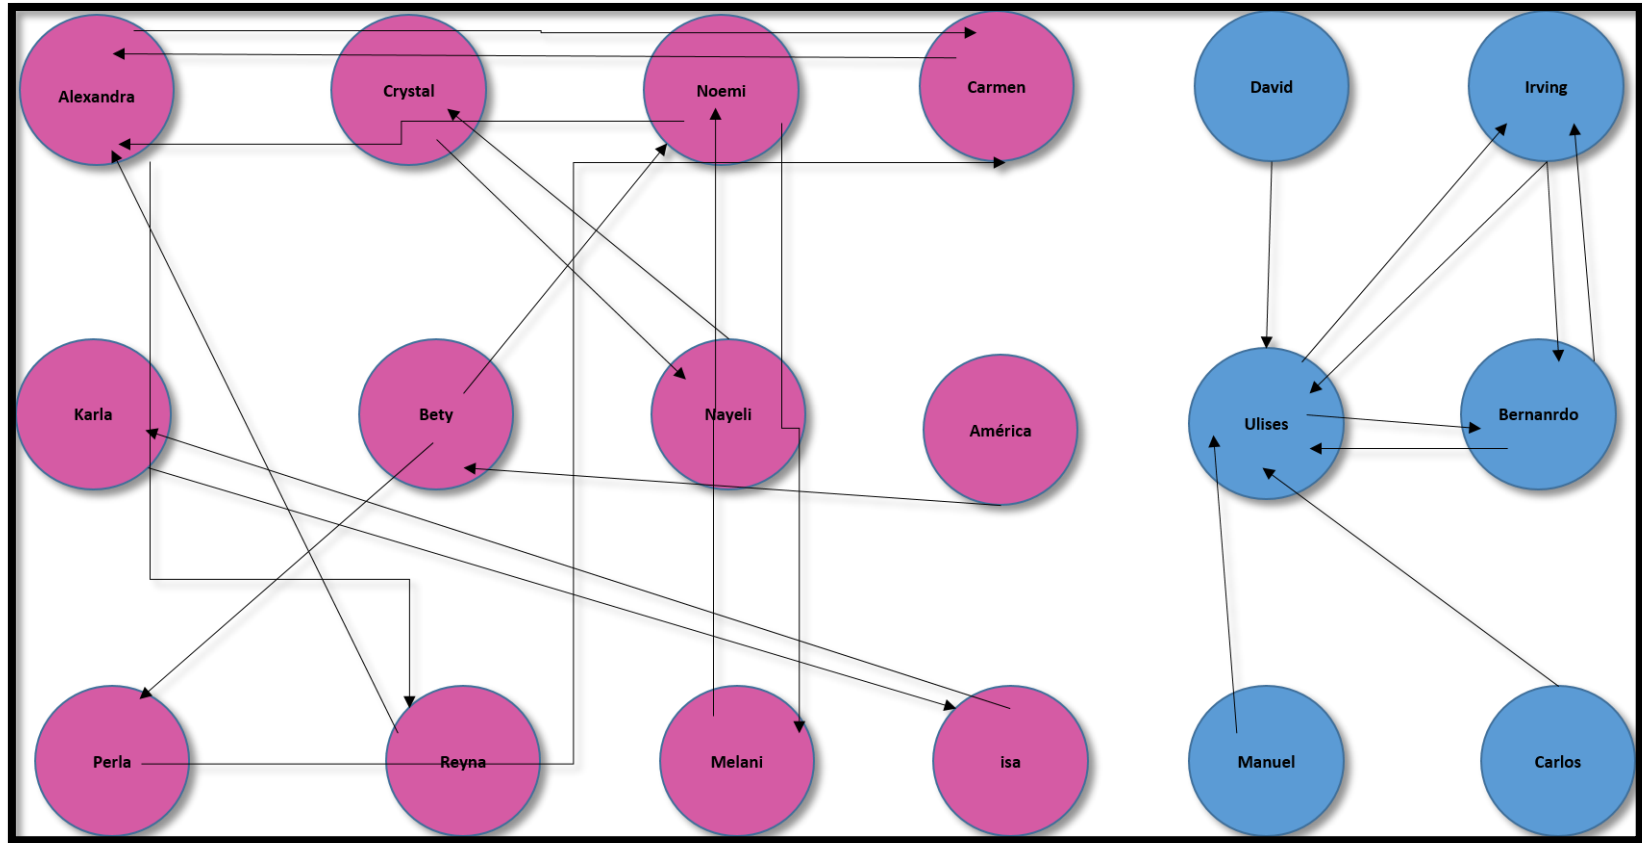 Alexandra
Crystal
Noemi
Carmen
David
Irving
Karla
Bety
Nayeli
América
Ulises
Bernanrdo
Perla
Reyna
Melani
isa
Manuel
Carlos